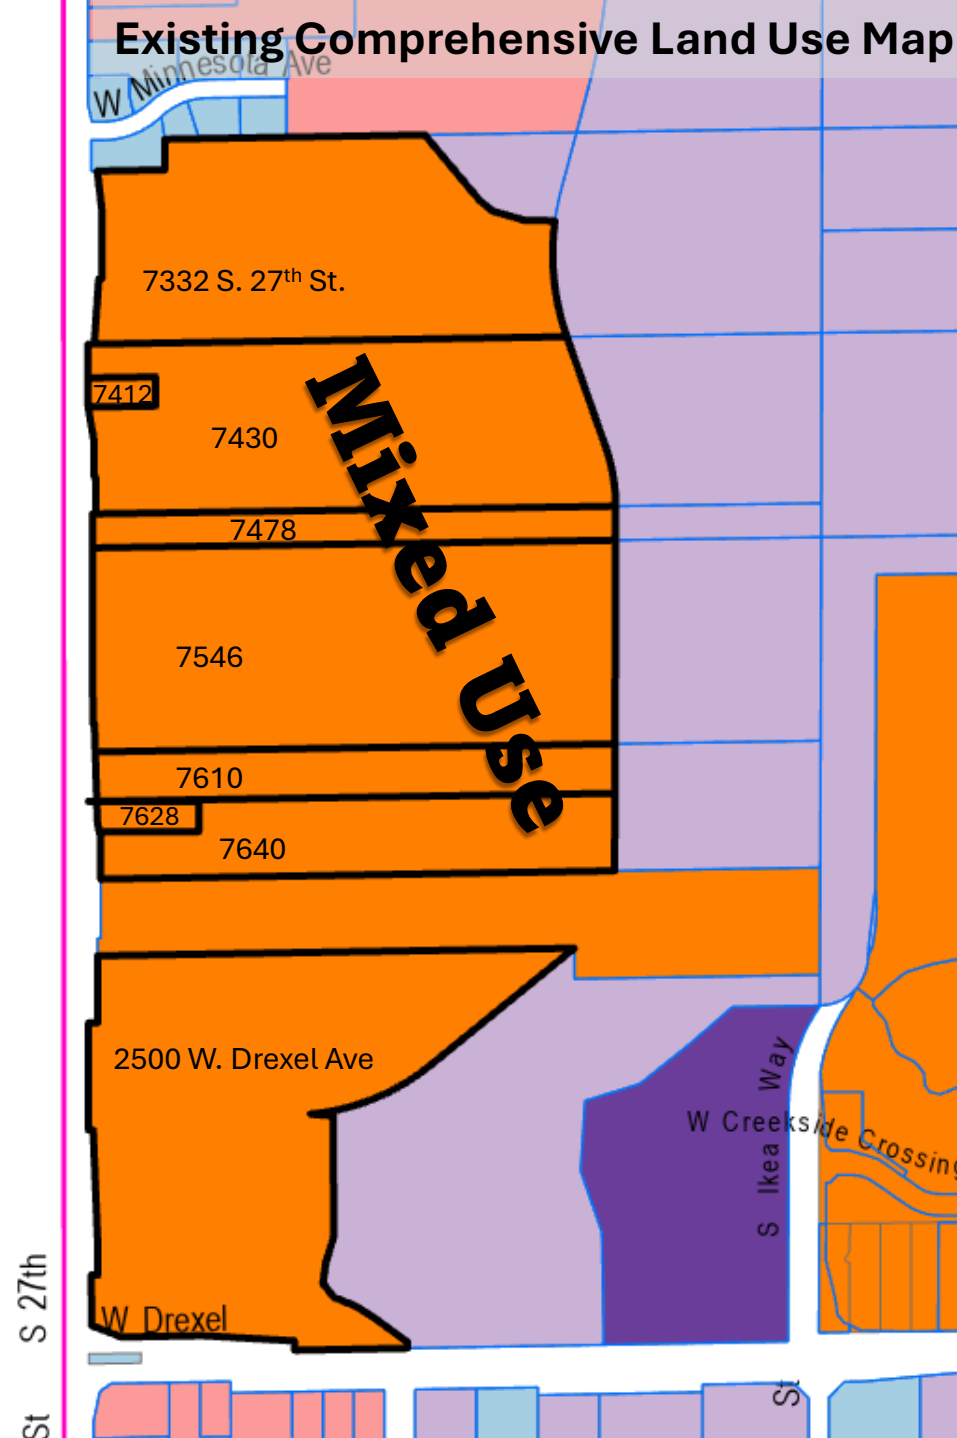 Existing Comprehensive Land Use Map
W Minnesota Ave
7332 S. 27th St.
7412
7430
Mixed Use
7478
7546
7610
7628
7640
2500 W. Drexel Ave
W Creekside Crossing
S Ikea Way
S 27th
W Drexel
St
St